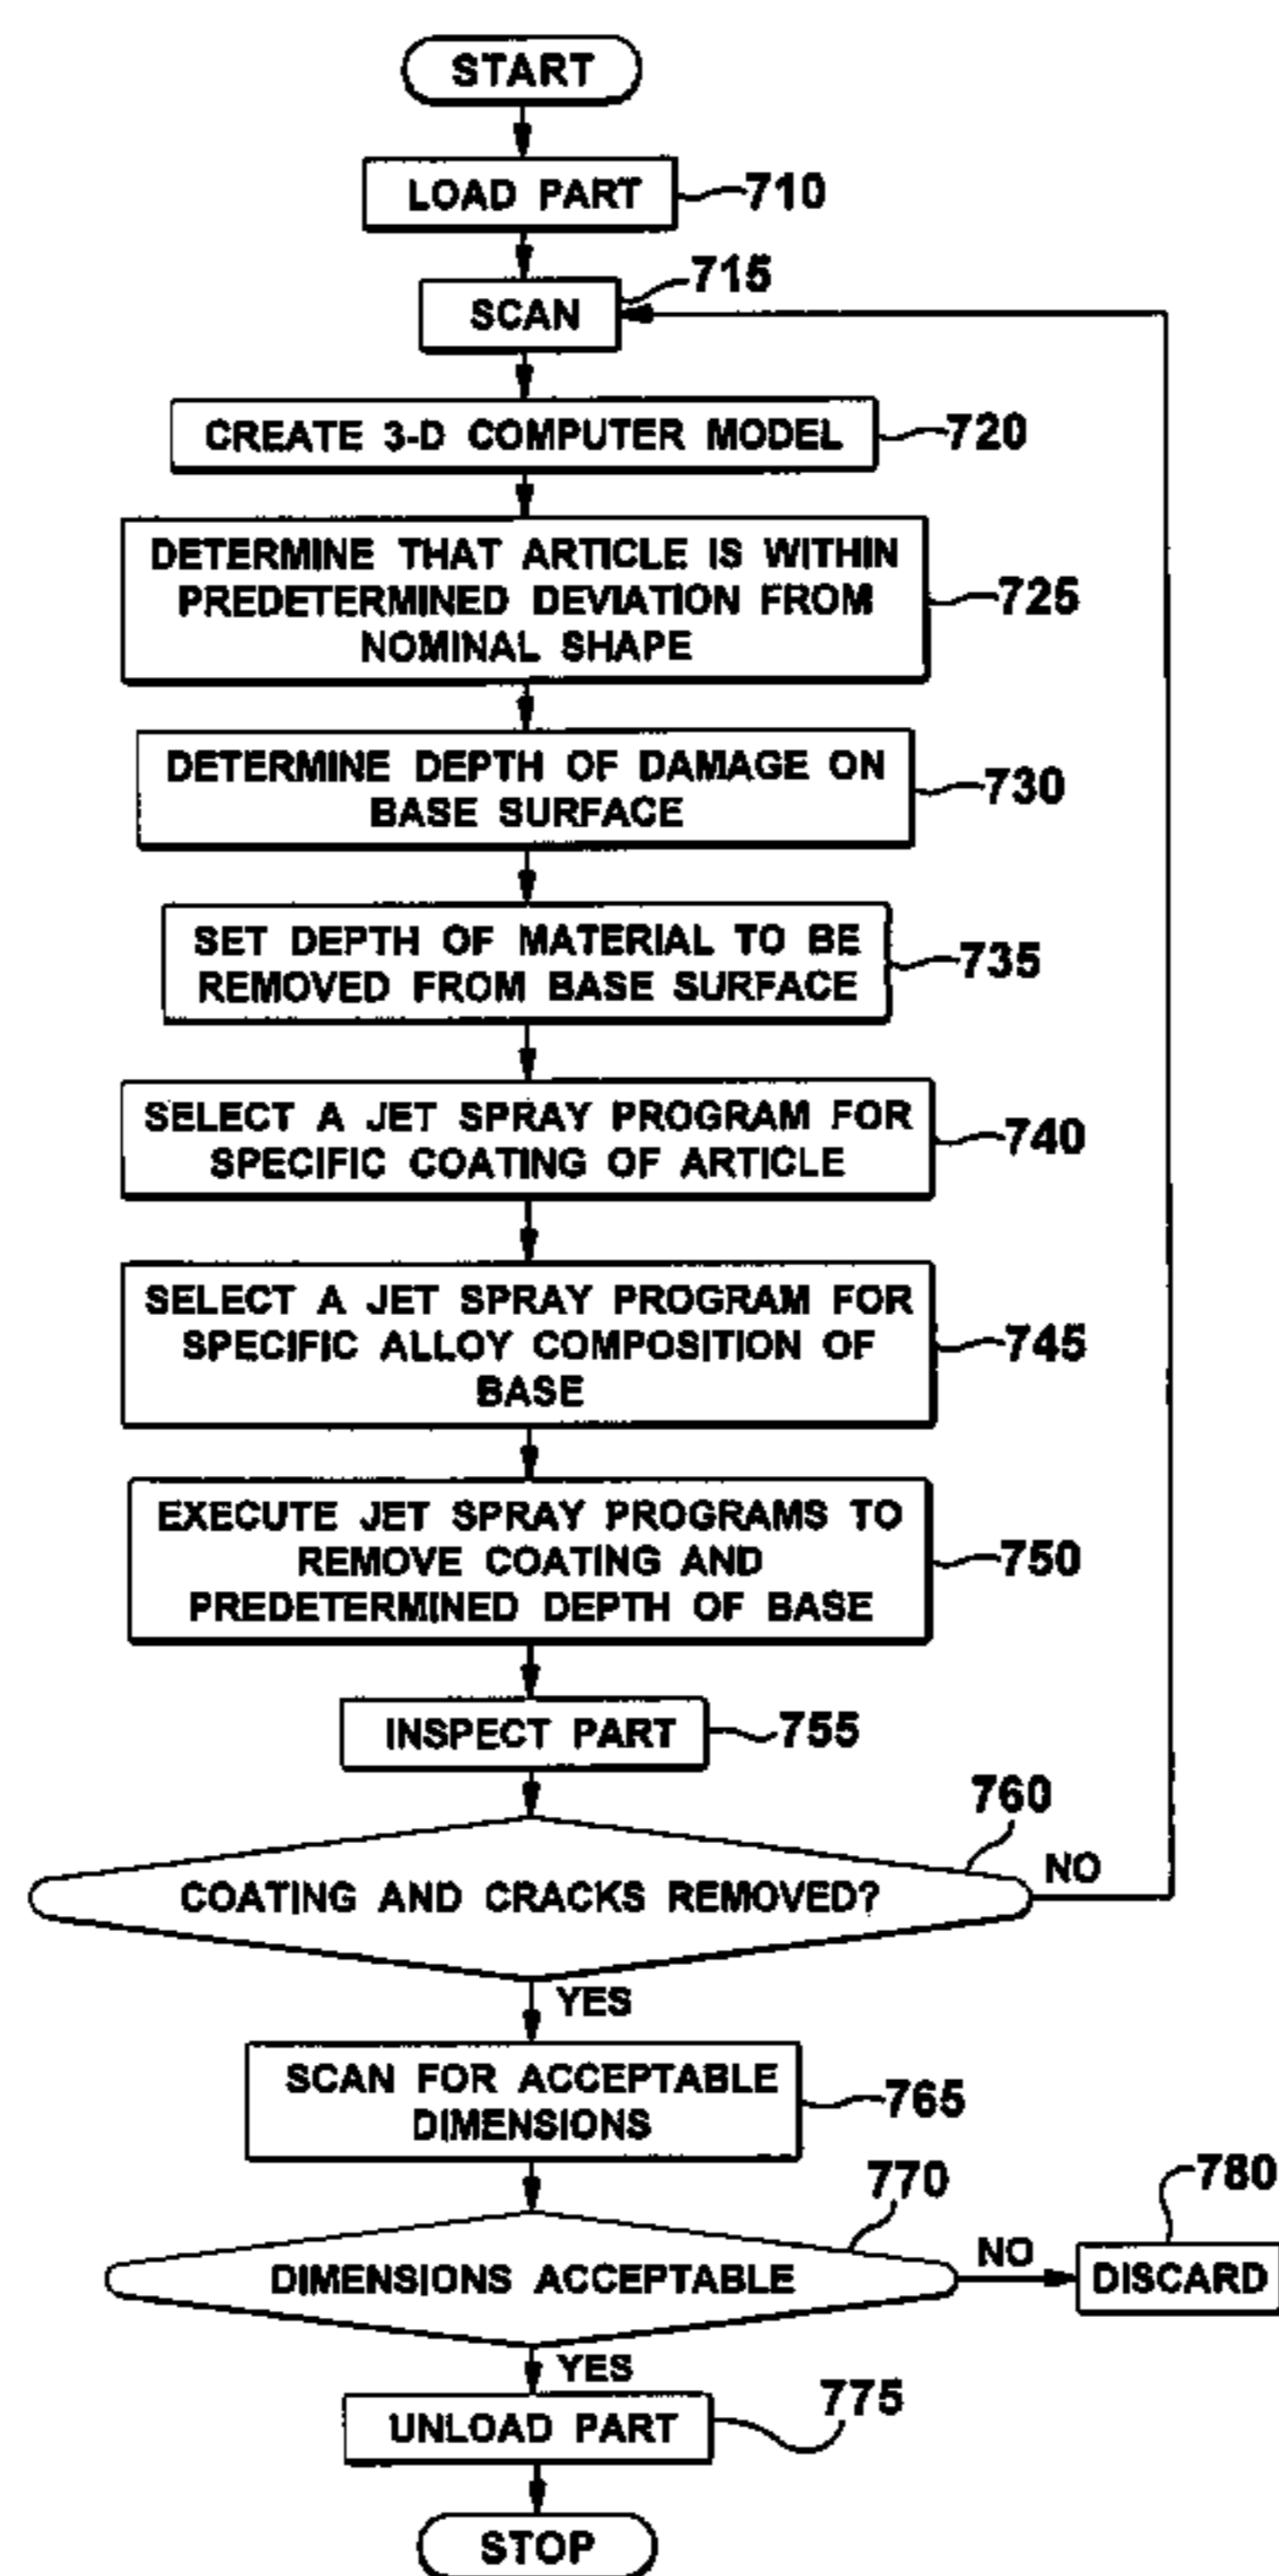 START
LOAD PART
710
715
SCAN
CREATE 3-D COMPUTER MODEL
720
DETERMINE THAT ARTICLE IS WITHIN
PREDETERMINED DEVIATION FROM
NOMINAL SHAPE
725
DETERMINE DEPTH OF DAMAGE ON
BASE SURFACE
730
SET DEPTH OF MATERIAL TO BE
REMOVED FROM BASE SURFACE
735
SELECT A JET SPRAY PROGRAM FOR
SPECIFIC COATING OF ARTICLE
740
SELECT A JET SPRAY PROGRAM FOR
SPECIFIC ALLOY COMPOSITION OF
BASE
745
EXECUTE JET SPRAY PROGRAMS TO
REMOVE COATING AND
PREDETERMINED DEPTH OF BASE
750
INSPECT PART
755
760
COATING AND CRACKS REMOVED?
NO
YES
SCAN FOR ACCEPTABLE
DIMENSIONS
765
770
780
DIMENSIONS ACCEPTABLE
NO
DISCARD
YES
775
UNLOAD PART
STOP